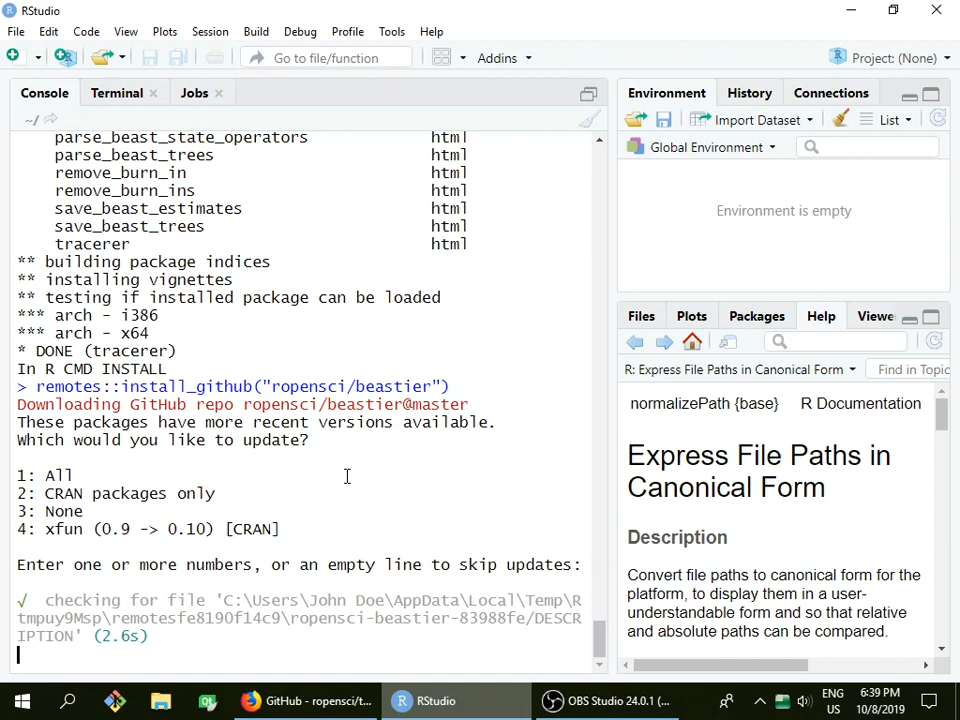 RStudio
File Edit Code View Plots Session Build Debug Profile Tools Help
Go to file/function
Addins
Project: (None)
Console Terminal Jobs
~/
parse_beast_state_operators html
parse_beast_trees html
remove_burn_in html
remove_burn_ins html
save_beast_estimates html
save_beast_trees html
tracerer html
** building package indices
** installing vignettes
** testing if installed package can be loaded
*** arch - i386
*** arch - x64
* DONE (tracerer)
In R CMD INSTALL
> remotes::install_github("ropensci/beastier")
Downloading GitHub repo ropensci/beastier@master
These packages have more recent versions available.
Which would you like to update?
1: All
2: CRAN packages only
3: None
4: xfun (0.9 -> 0.10) [CRAN]
Enter one or more numbers, or an empty line to skip updates:
√ checking for file 'C:\Users\John Doe\AppData\Local\Temp\R
tmpuy9Msp\remotesfe8190f14c9\ropensci-beastier-83988fe/DESCR
IPTION' (2.6s)
Environment History Connections
Import Dataset List
Global Environment
Environment is empty
Files Plots Packages Help Viewe
R: Express File Paths in Canonical Form Find in Topic
normalizePath {base} R Documentation
Express File Paths in
Canonical Form
Description
Convert file paths to canonical form for the
platform, to display them in a user-
understandable form and so that relative
and absolute paths can be compared.
Qt
GitHub - ropensci/t...
RStudio
OBS Studio 24.0.1 (...
ENG
US
6:39 PM
10/8/2019